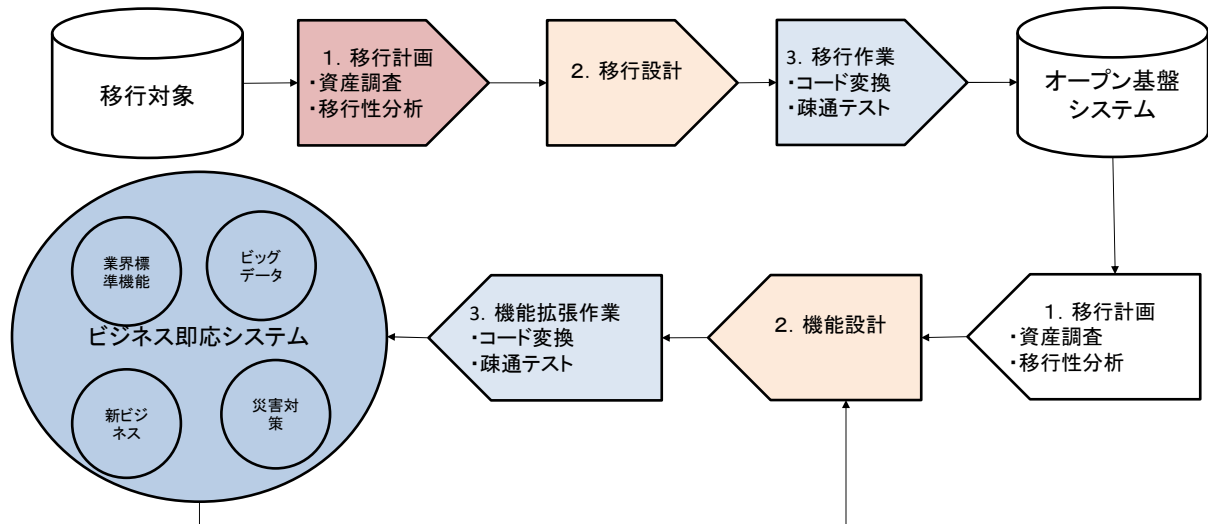 移行対象
1. 移行計画
・資産調査
・移行性分析
2. 移行設計
3. 移行作業
・コード変換
・疎通テスト
オープン基盤
システム
1. 移行計画
・資産調査
・移行性分析
2. 機能設計
3. 機能拡張作業
・コード変換
・疎通テスト
業界標
準機能
ビッグ
データ
ビジネス即応システム
新ビジ
ネス
災害対
策